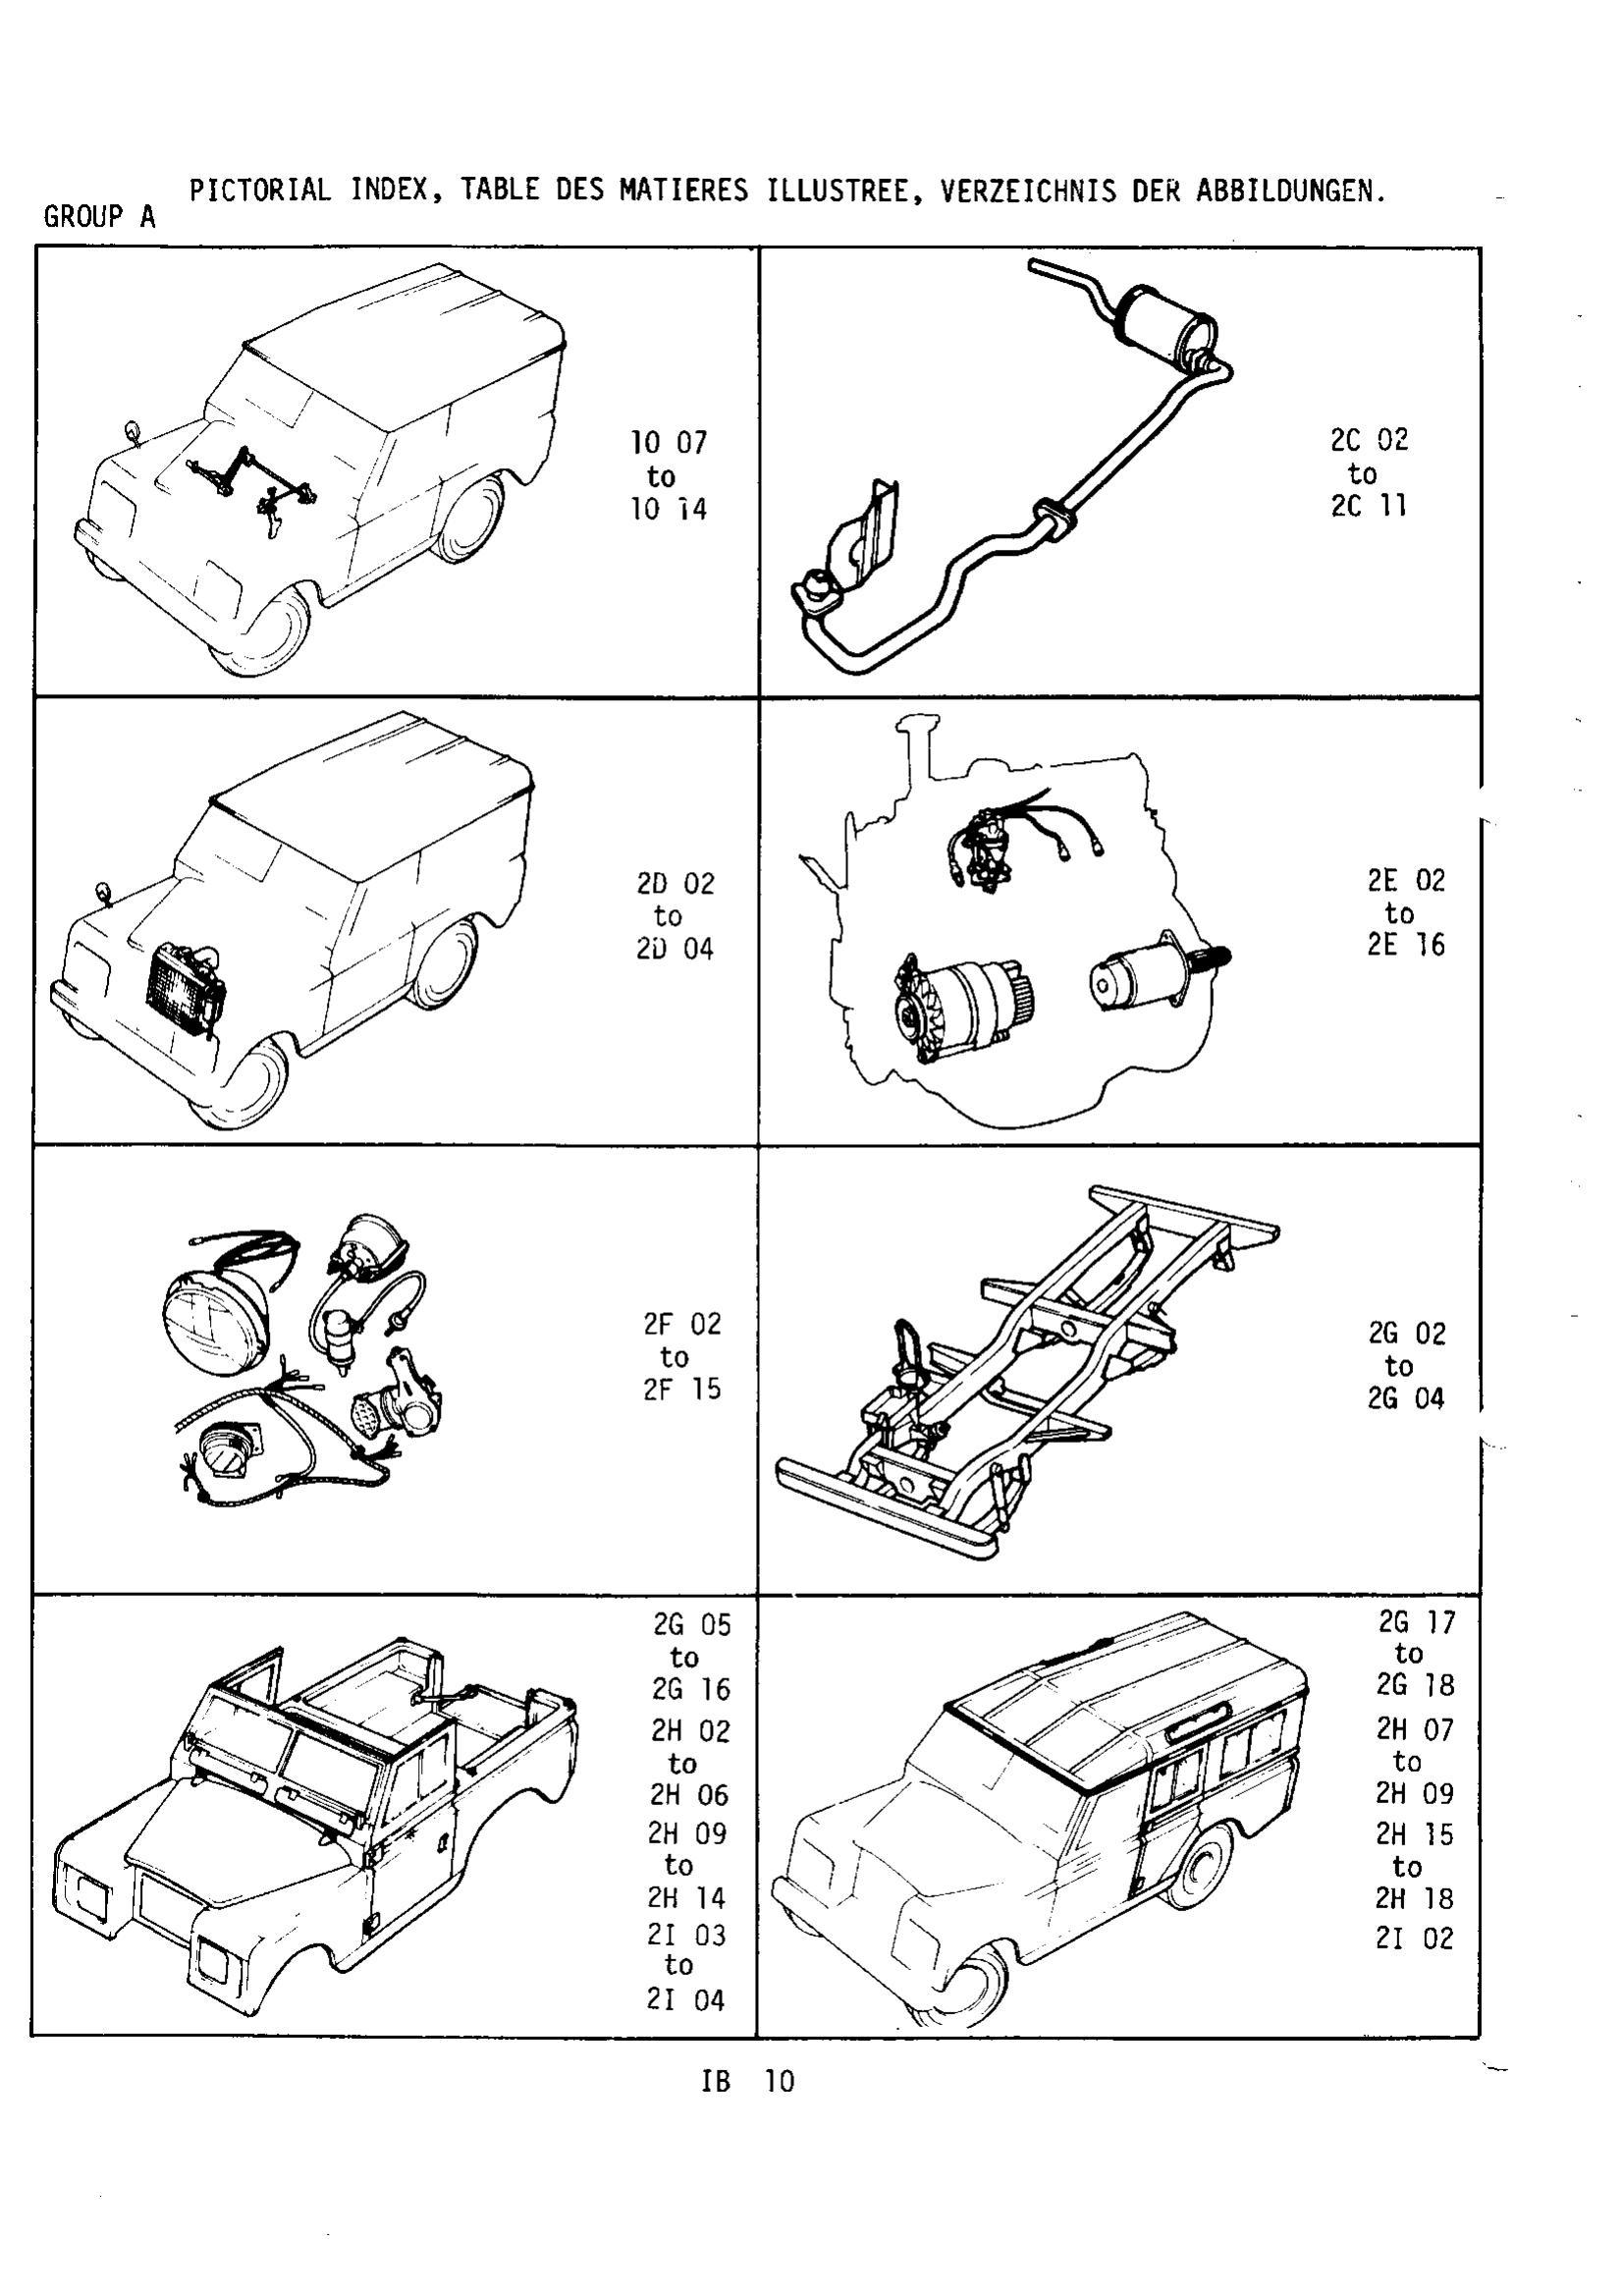 PICTORIAL INDEX, TABLE DES MATIERES ILLUSTREE, VERZEICHNIS DER ABBILDUNGEN.
GROUP A
1O 07
to
1O 14
2C 02
to
2C 11
2D 02
to
2D 04
2E 02
to
2E 16
2F 02
to
2F 15
2G 02
to
2G 04
2G 05
to
2G 16
2H 02
to
2H 06
2H 09
to
2H 14
2I 03
to
2I 04
2G 17
to
2G 18
2H 07
to
2H 09
2H 15
to
2H 18
2I 02
IB 10